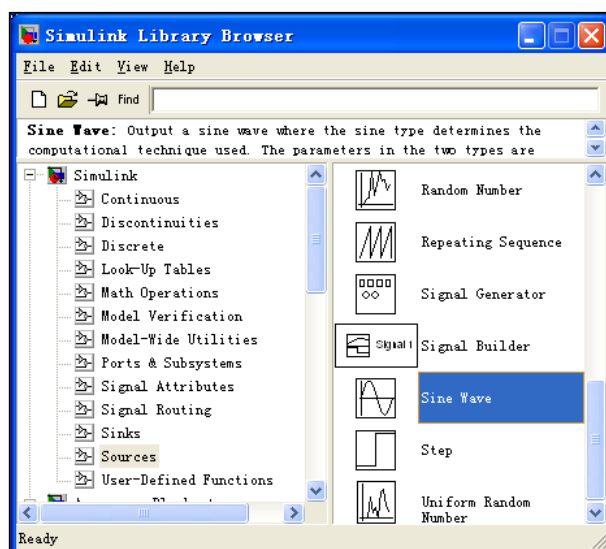 Simulink Library Browser
File Edit View Help
Find
Sine Wave: Output a sine wave where the sine type determines the
computational technique used. The parameters in the two types are
Simulink
Continuous
Discontinuities
Discrete
Look-Up Tables
Math Operations
Model Verification
Model-Wide Utilities
Ports & Subsystems
Signal Attributes
Signal Routing
Sinks
Sources
User-Defined Functions
Random Number
Repeating Sequence
Signal Generator
Signal 1
Signal Builder
Sine Wave
Step
Uniform Random
Number
Ready